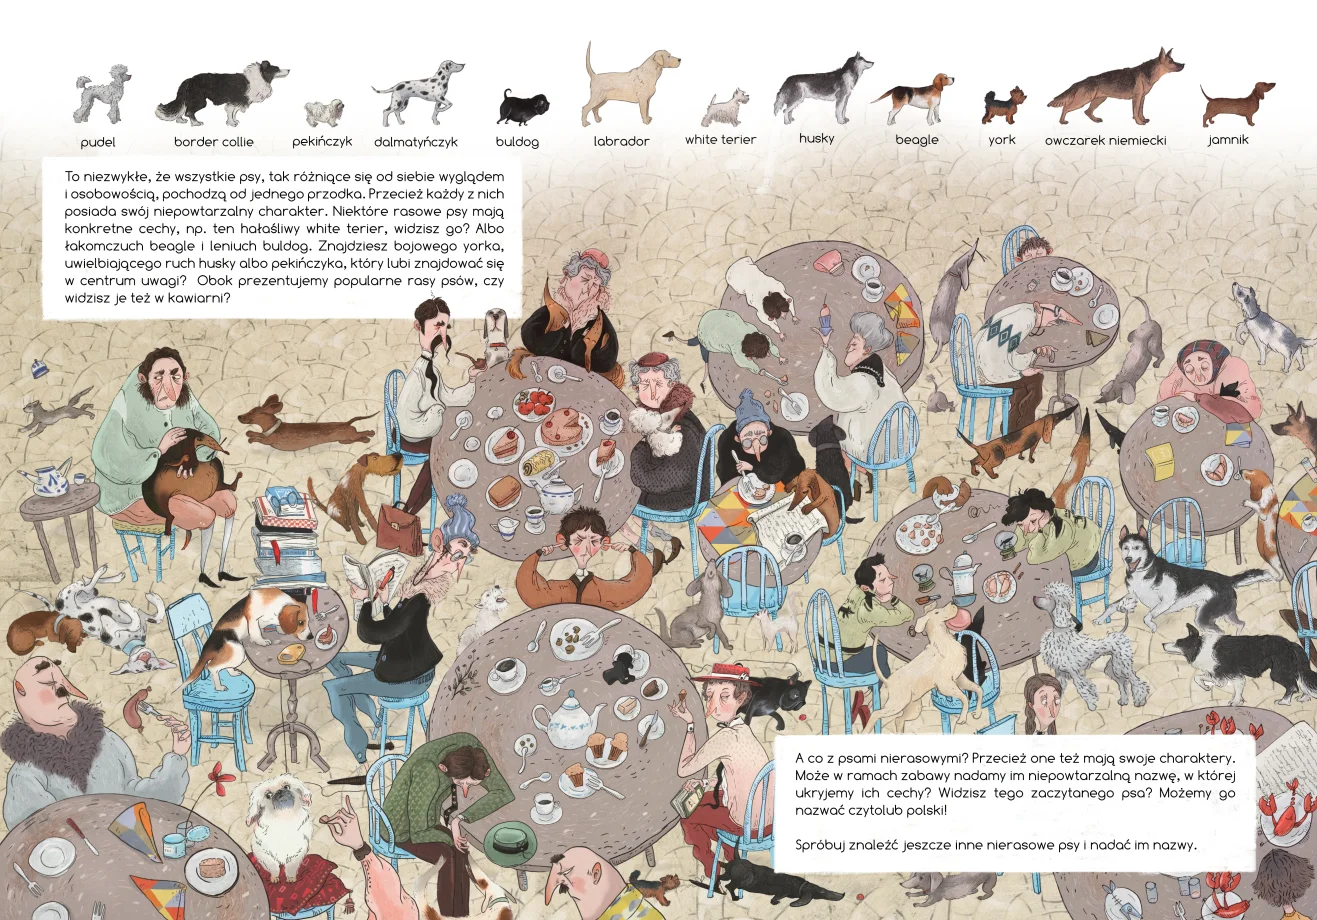 pudel
border collie
pekińczyk
dalmatyńczyk
buldog
labrador
white terier
husky
beagle
york
owczarek niemiecki
jamnik
To niezwykłe, że wszystkie psy, tak różniące się od siebie wyglądem
i osobowością, pochodzą od jednego przodka. Przecież każdy z nich
posiada swój niepowtarzalny charakter. Niektóre rasowe psy mają
konkretne cechy, np. ten hałaśliwy white terier, widzisz go? Albo
łakomczuch beagle i leniuch buldog. Znajdziesz bojowego yorka,
uwielbiającego ruch husky albo pekińczyka, który lubi znajdować się
w centrum uwagi? Obok prezentujemy popularne rasy psów, czy
widzisz je też w kawiarni?
A co z psami nierasowymi? Przecież one też mają swoje charaktery.
Może w ramach zabawy nadamy im niepowtarzalną nazwę, w której
ukryjemy ich cechy? Widzisz tego zaczytanego psa? Możemy go
nazwać czytolub polski!
Spróbuj znaleźć jeszcze inne nierasowe psy i nadać im nazwy.